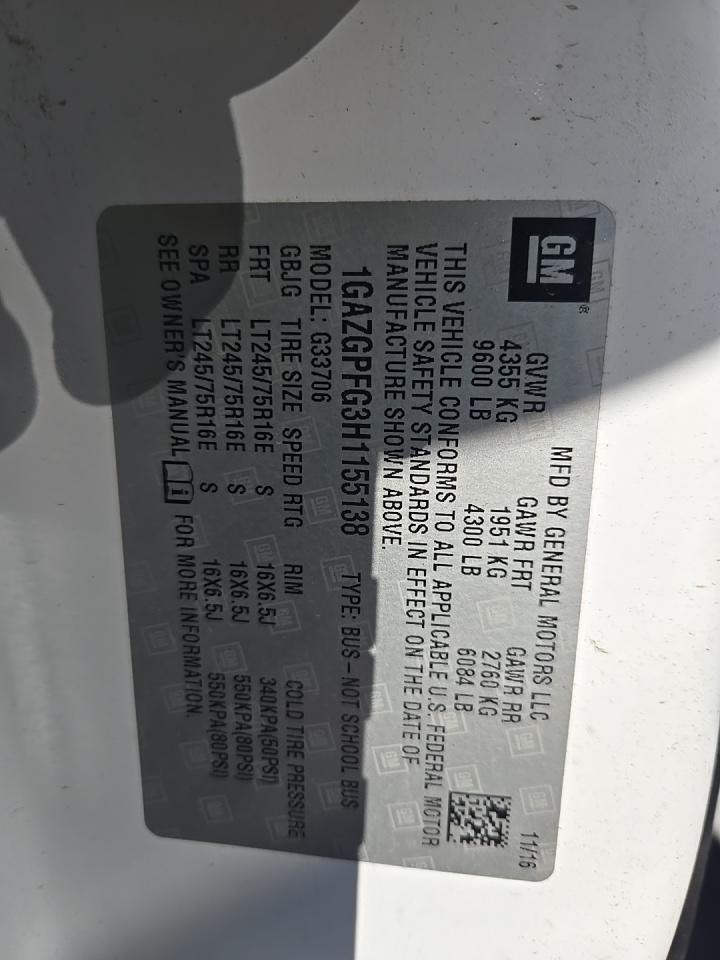 GM ®
MFD BY GENERAL MOTORS LLC 11/16
GVWR GAWR FRT GAWR RR
4355 KG 1951 KG 2760 KG
9600 LB 4300 LB 6084 LB
THIS VEHICLE CONFORMS TO ALL APPLICABLE U.S. FEDERAL MOTOR
VEHICLE SAFETY STANDARDS IN EFFECT ON THE DATE OF
MANUFACTURE SHOWN ABOVE.
1GAZGPFG3H1155138 TYPE: BUS–NOT SCHOOL BUS
MODEL: G33706
GBJG TIRE SIZE SPEED RTG RIM COLD TIRE PRESSURE
FRT LT245/75R16E S 16X6.5J 340KPA(50PSI)
RR LT245/75R16E S 16X6.5J 550KPA(80PSI)
SPA LT245/75R16E S 16X6.5J 550KPA(80PSI)
SEE OWNER'S MANUAL i FOR MORE INFORMATION.